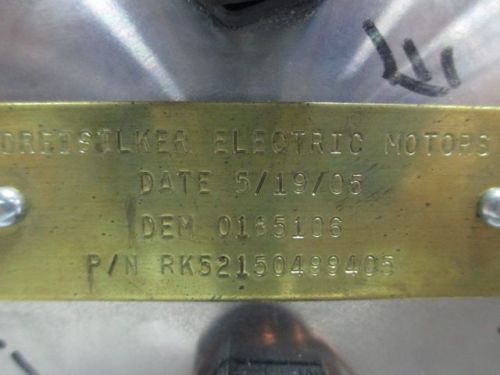 DREISILKER ELECTRIC MOTORS
DATE 5/19/05
DEM 0165106
P/N RK52150499405